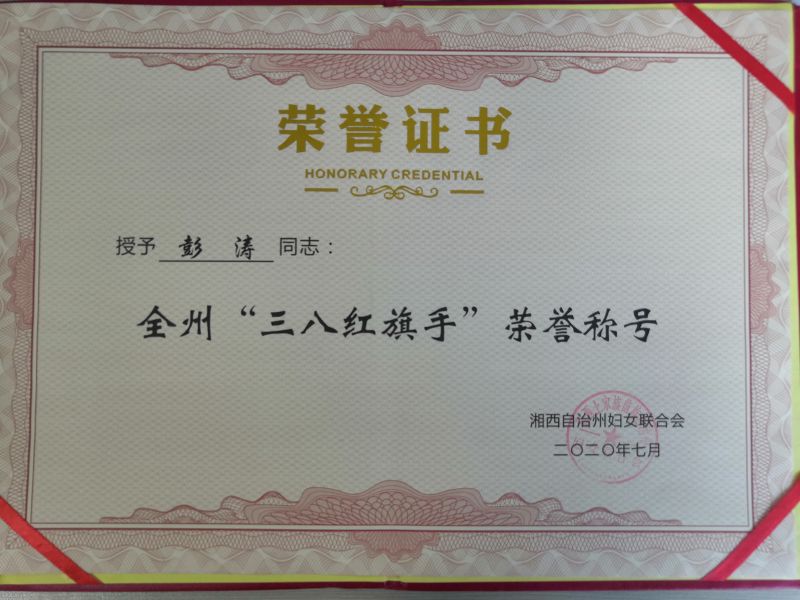 荣誉证书
HONORARY CREDENTIAL
授予 彭 涛 同志：
全州“三八红旗手”荣誉称号
湘西自治州妇女联合会
二〇二〇年七月